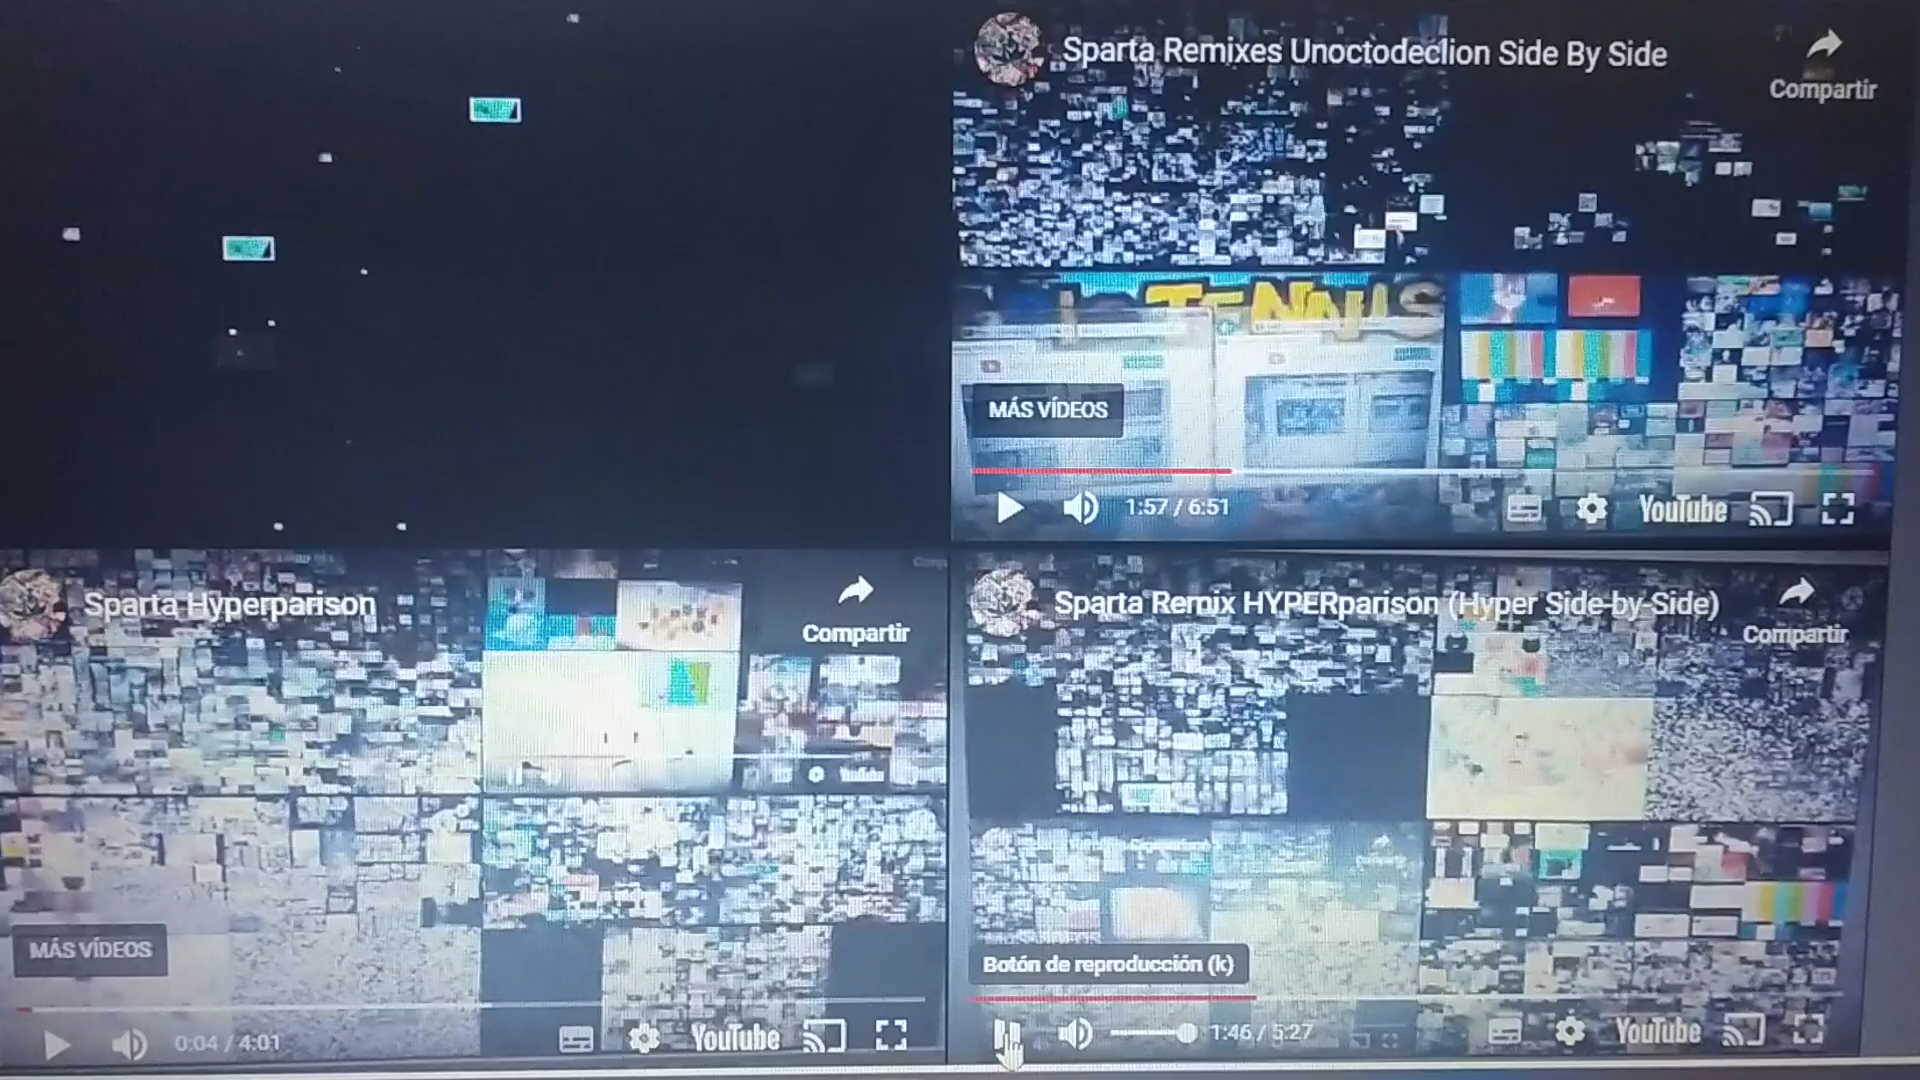 Sparta Remixes Unoctodeclion Side By Side
Compartir
TENNIS
MÁS VÍDEOS
1:57 / 6:51
YouTube
Sparta Hyperparison
Compartir
YouTube
MÁS VÍDEOS
0:04 / 4:01
YouTube
Sparta Remix HYPERparison (Hyper Side-by-Side)
Compartir
Botón de reproducción (k)
1:46 / 5:27
YouTube